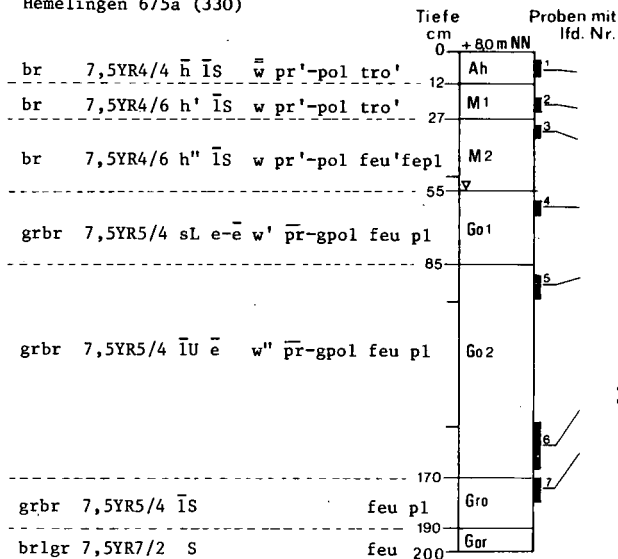 Hemelingen 675a (330)
Tiefe cm
Proben mit lfd. Nr.
0 + 8,0 m NN
br 7,5YR4/4 h̄ l̄S w̿ pr'-pol tro' Ah 1
12
br 7,5YR4/6 h' l̄S w pr'-pol tro' M1 2
27
3
br 7,5YR4/6 h" l̄S w pr'-pol feu'fepl M2
55
4
grbr 7,5YR5/4 sL e-ē w' p̄r̄-gpol feu pl Go1
85
5
grbr 7,5YR5/4 l̄U ē w" p̄r̄-gpol feu pl Go2
6
170
7
grbr 7,5YR5/4 l̄S feu pl Gro
190
brlgr 7,5YR7/2 S feu Gor
200